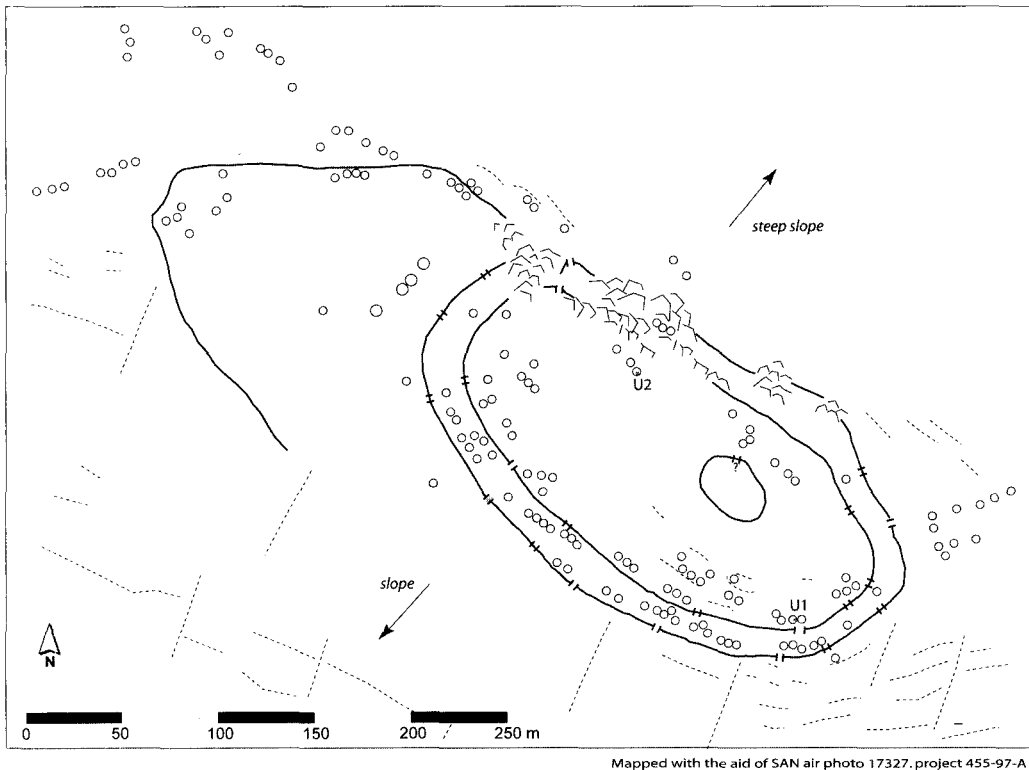 steep slope
U2
?
slope
U1
N
0 50 100 150 200 250 m
Mapped with the aid of SAN air photo 17327. project 455-97-A